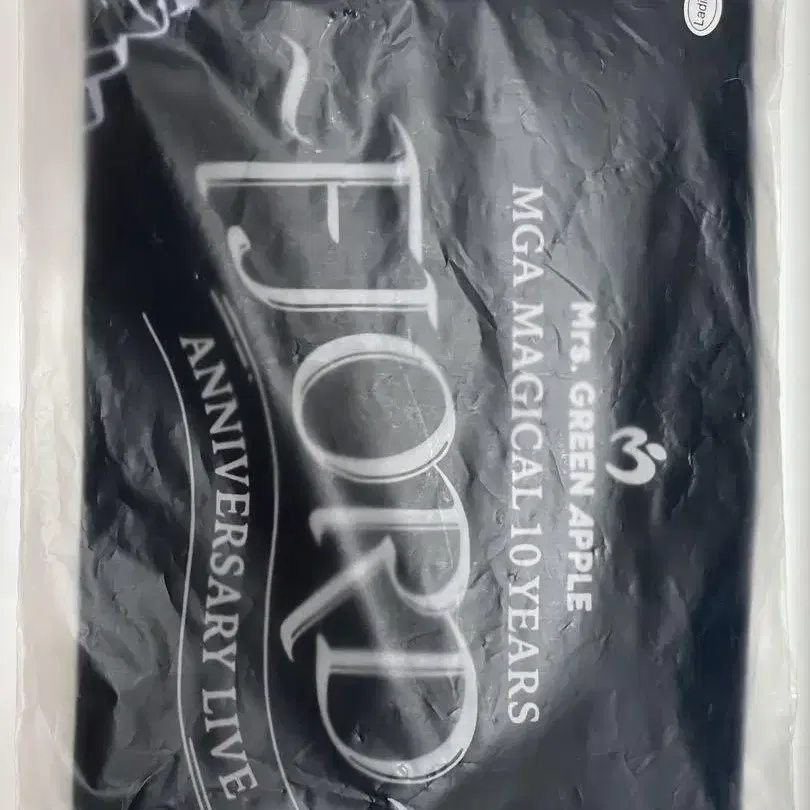 Mrs. GREEN APPLE
MGA MAGICAL 10 YEARS
~FJORD
ANNIVERSARY LIVE